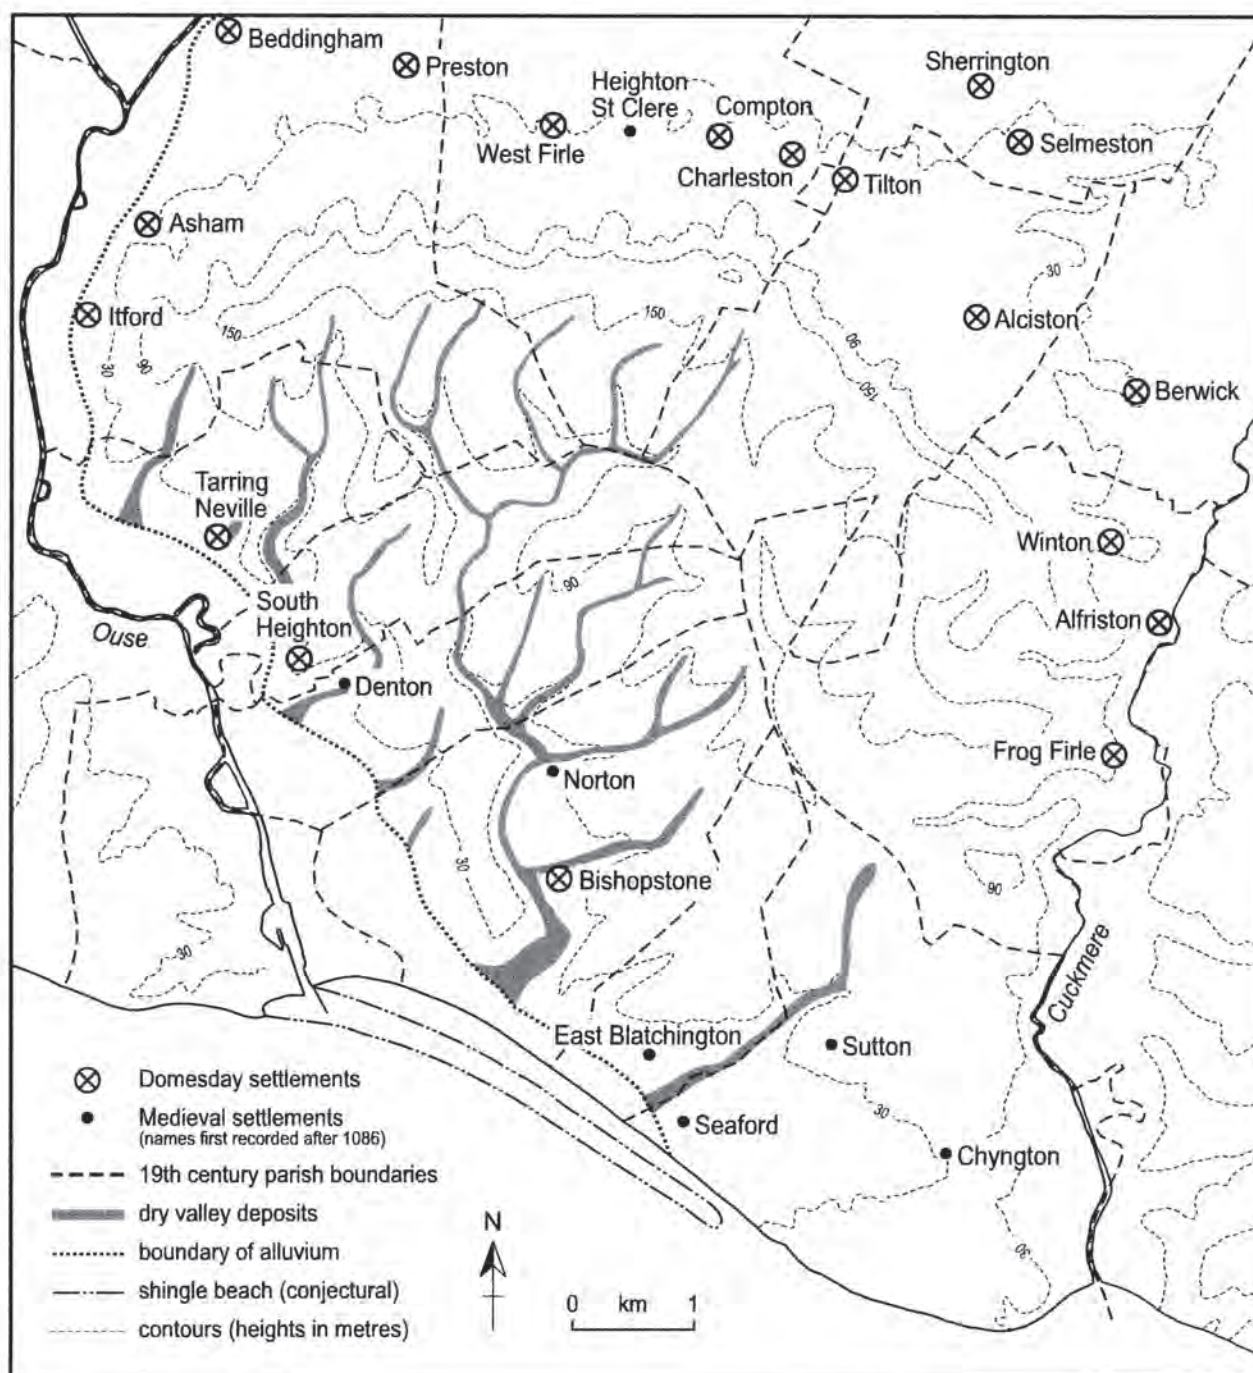 Beddingham
Preston
Heighton
St Clere
Compton
Sherrington
West Firle
Charleston
Tilton
Selmeston
Asham
Itford
30
150
90
30
150
Alciston
90
150
Berwick
Tarring
Neville
Winton
90
South
Heighton
Alfriston
Ouse
Denton
Frog Firle
Norton
30
Bishopstone
90
30
Cuckmere
East Blatchington
Sutton
Domesday settlements
Medieval settlements
(names first recorded after 1086)
30
Seaford
Chyngton
19th century parish boundaries
dry valley deposits
N
boundary of alluvium
30
shingle beach (conjectural)
0 km 1
contours (heights in metres)